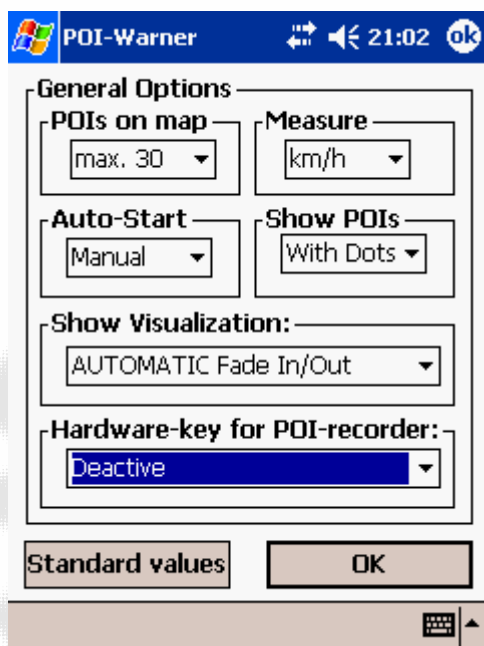 POI-Warner 21:02 ok
General Options
POIs on map Measure
max. 30 km/h
Auto-Start Show POIs
Manual With Dots
Show Visualization:
AUTOMATIC Fade In/Out
Hardware-key for POI-recorder:
Deactive
Standard values OK